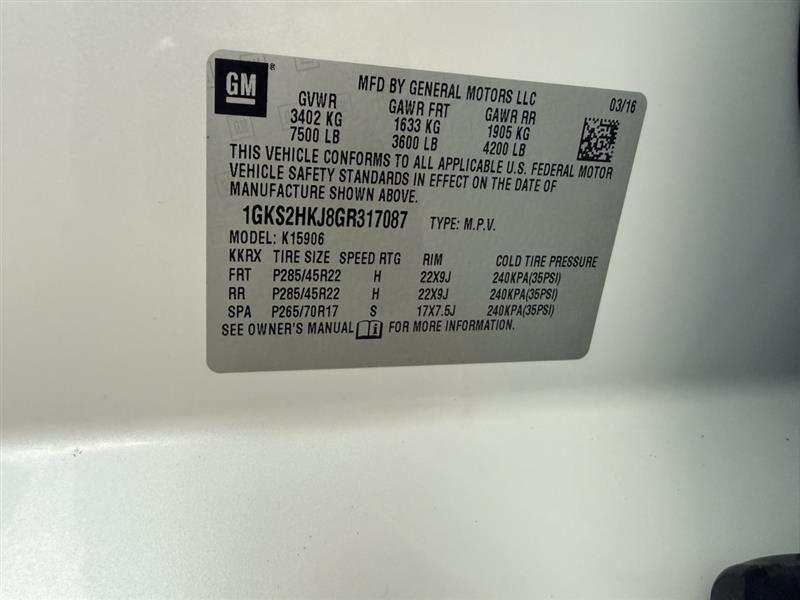 GM ®
MFD BY GENERAL MOTORS LLC
03/16
GVWR GAWR FRT GAWR RR
3402 KG 1633 KG 1905 KG
7500 LB 3600 LB 4200 LB
THIS VEHICLE CONFORMS TO ALL APPLICABLE U.S. FEDERAL MOTOR
VEHICLE SAFETY STANDARDS IN EFFECT ON THE DATE OF
MANUFACTURE SHOWN ABOVE.
1GKS2HKJ8GR317087 TYPE: M.P.V.
MODEL: K15906
KKRX TIRE SIZE SPEED RTG RIM COLD TIRE PRESSURE
FRT P285/45R22 H 22X9J 240KPA(35PSI)
RR P285/45R22 H 22X9J 240KPA(35PSI)
SPA P265/70R17 S 17X7.5J 240KPA(35PSI)
SEE OWNER'S MANUAL FOR MORE INFORMATION.